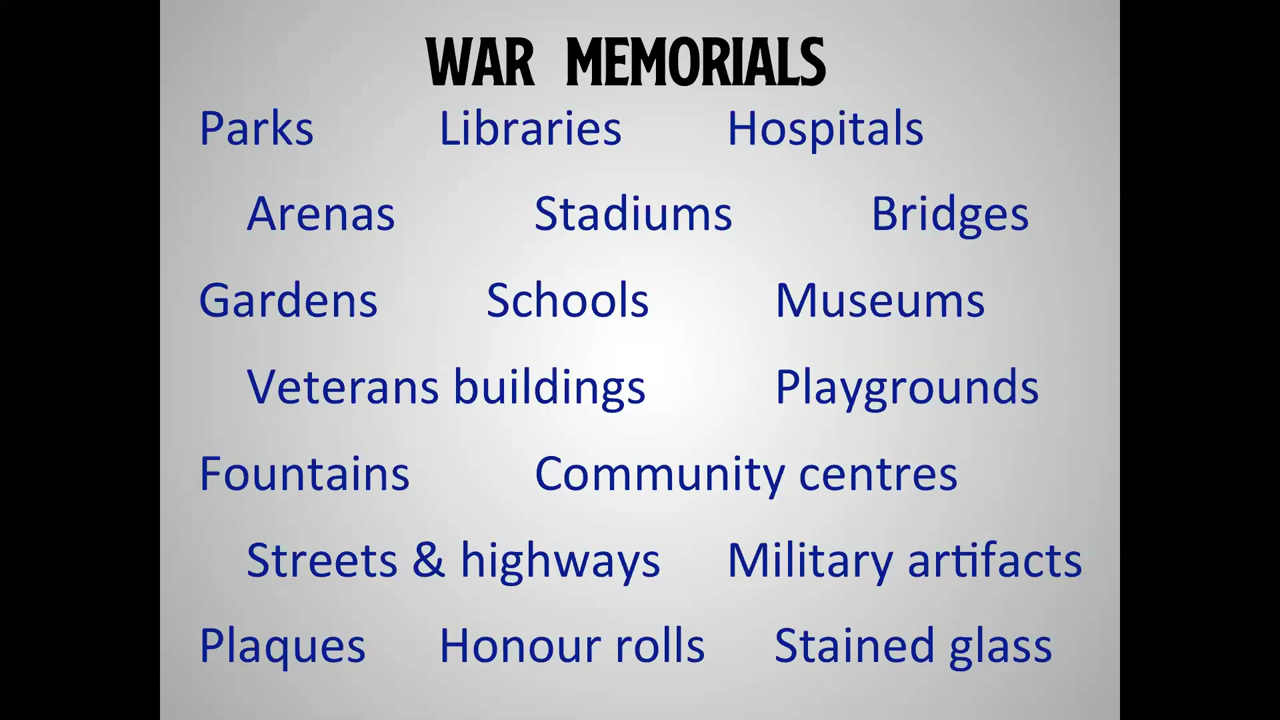 WAR MEMORIALS
Parks Libraries Hospitals
Arenas Stadiums Bridges
Gardens Schools Museums
Veterans buildings Playgrounds
Fountains Community centres
Streets & highways Military artifacts
Plaques Honour rolls Stained glass